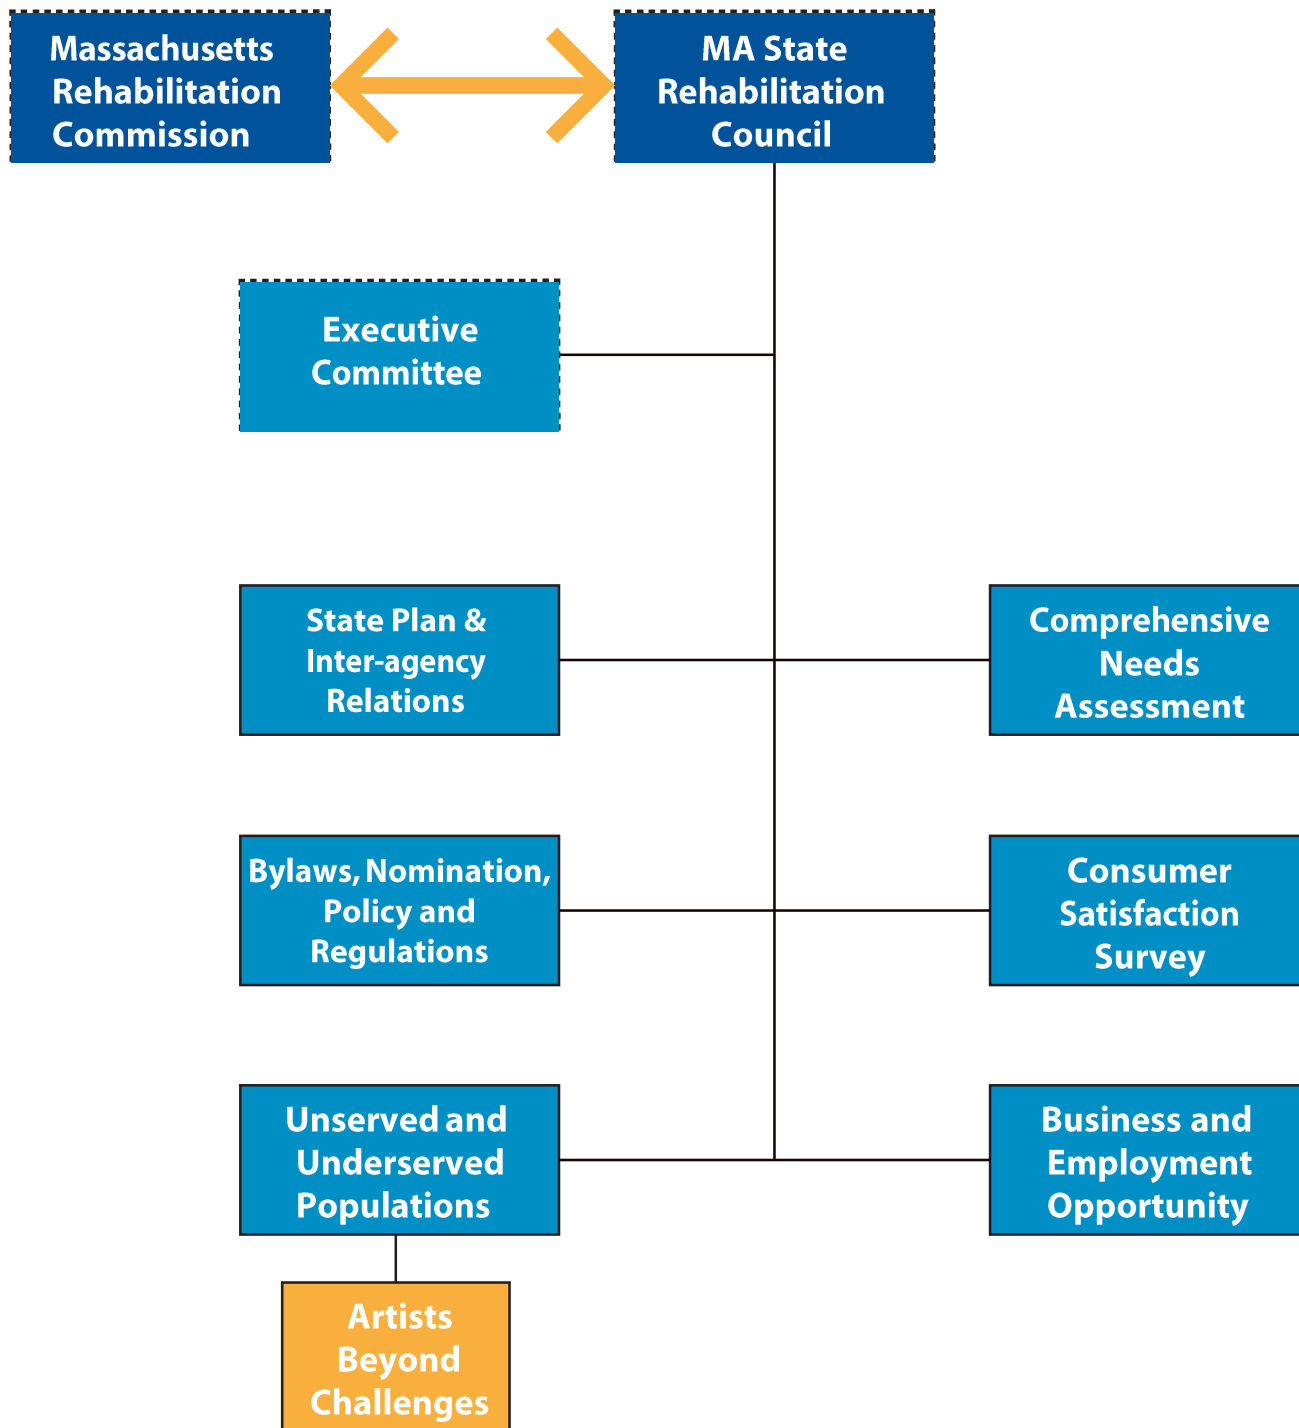 Massachusetts
Rehabilitation
Commission
MA State
Rehabilitation
Council
Executive
Committee
State Plan &
Inter-agency
Relations
Comprehensive
Needs
Assessment
Bylaws, Nomination,
Policy and
Regulations
Consumer
Satisfaction
Survey
Unserved and
Underserved
Populations
Business and
Employment
Opportunity
Artists
Beyond
Challenges